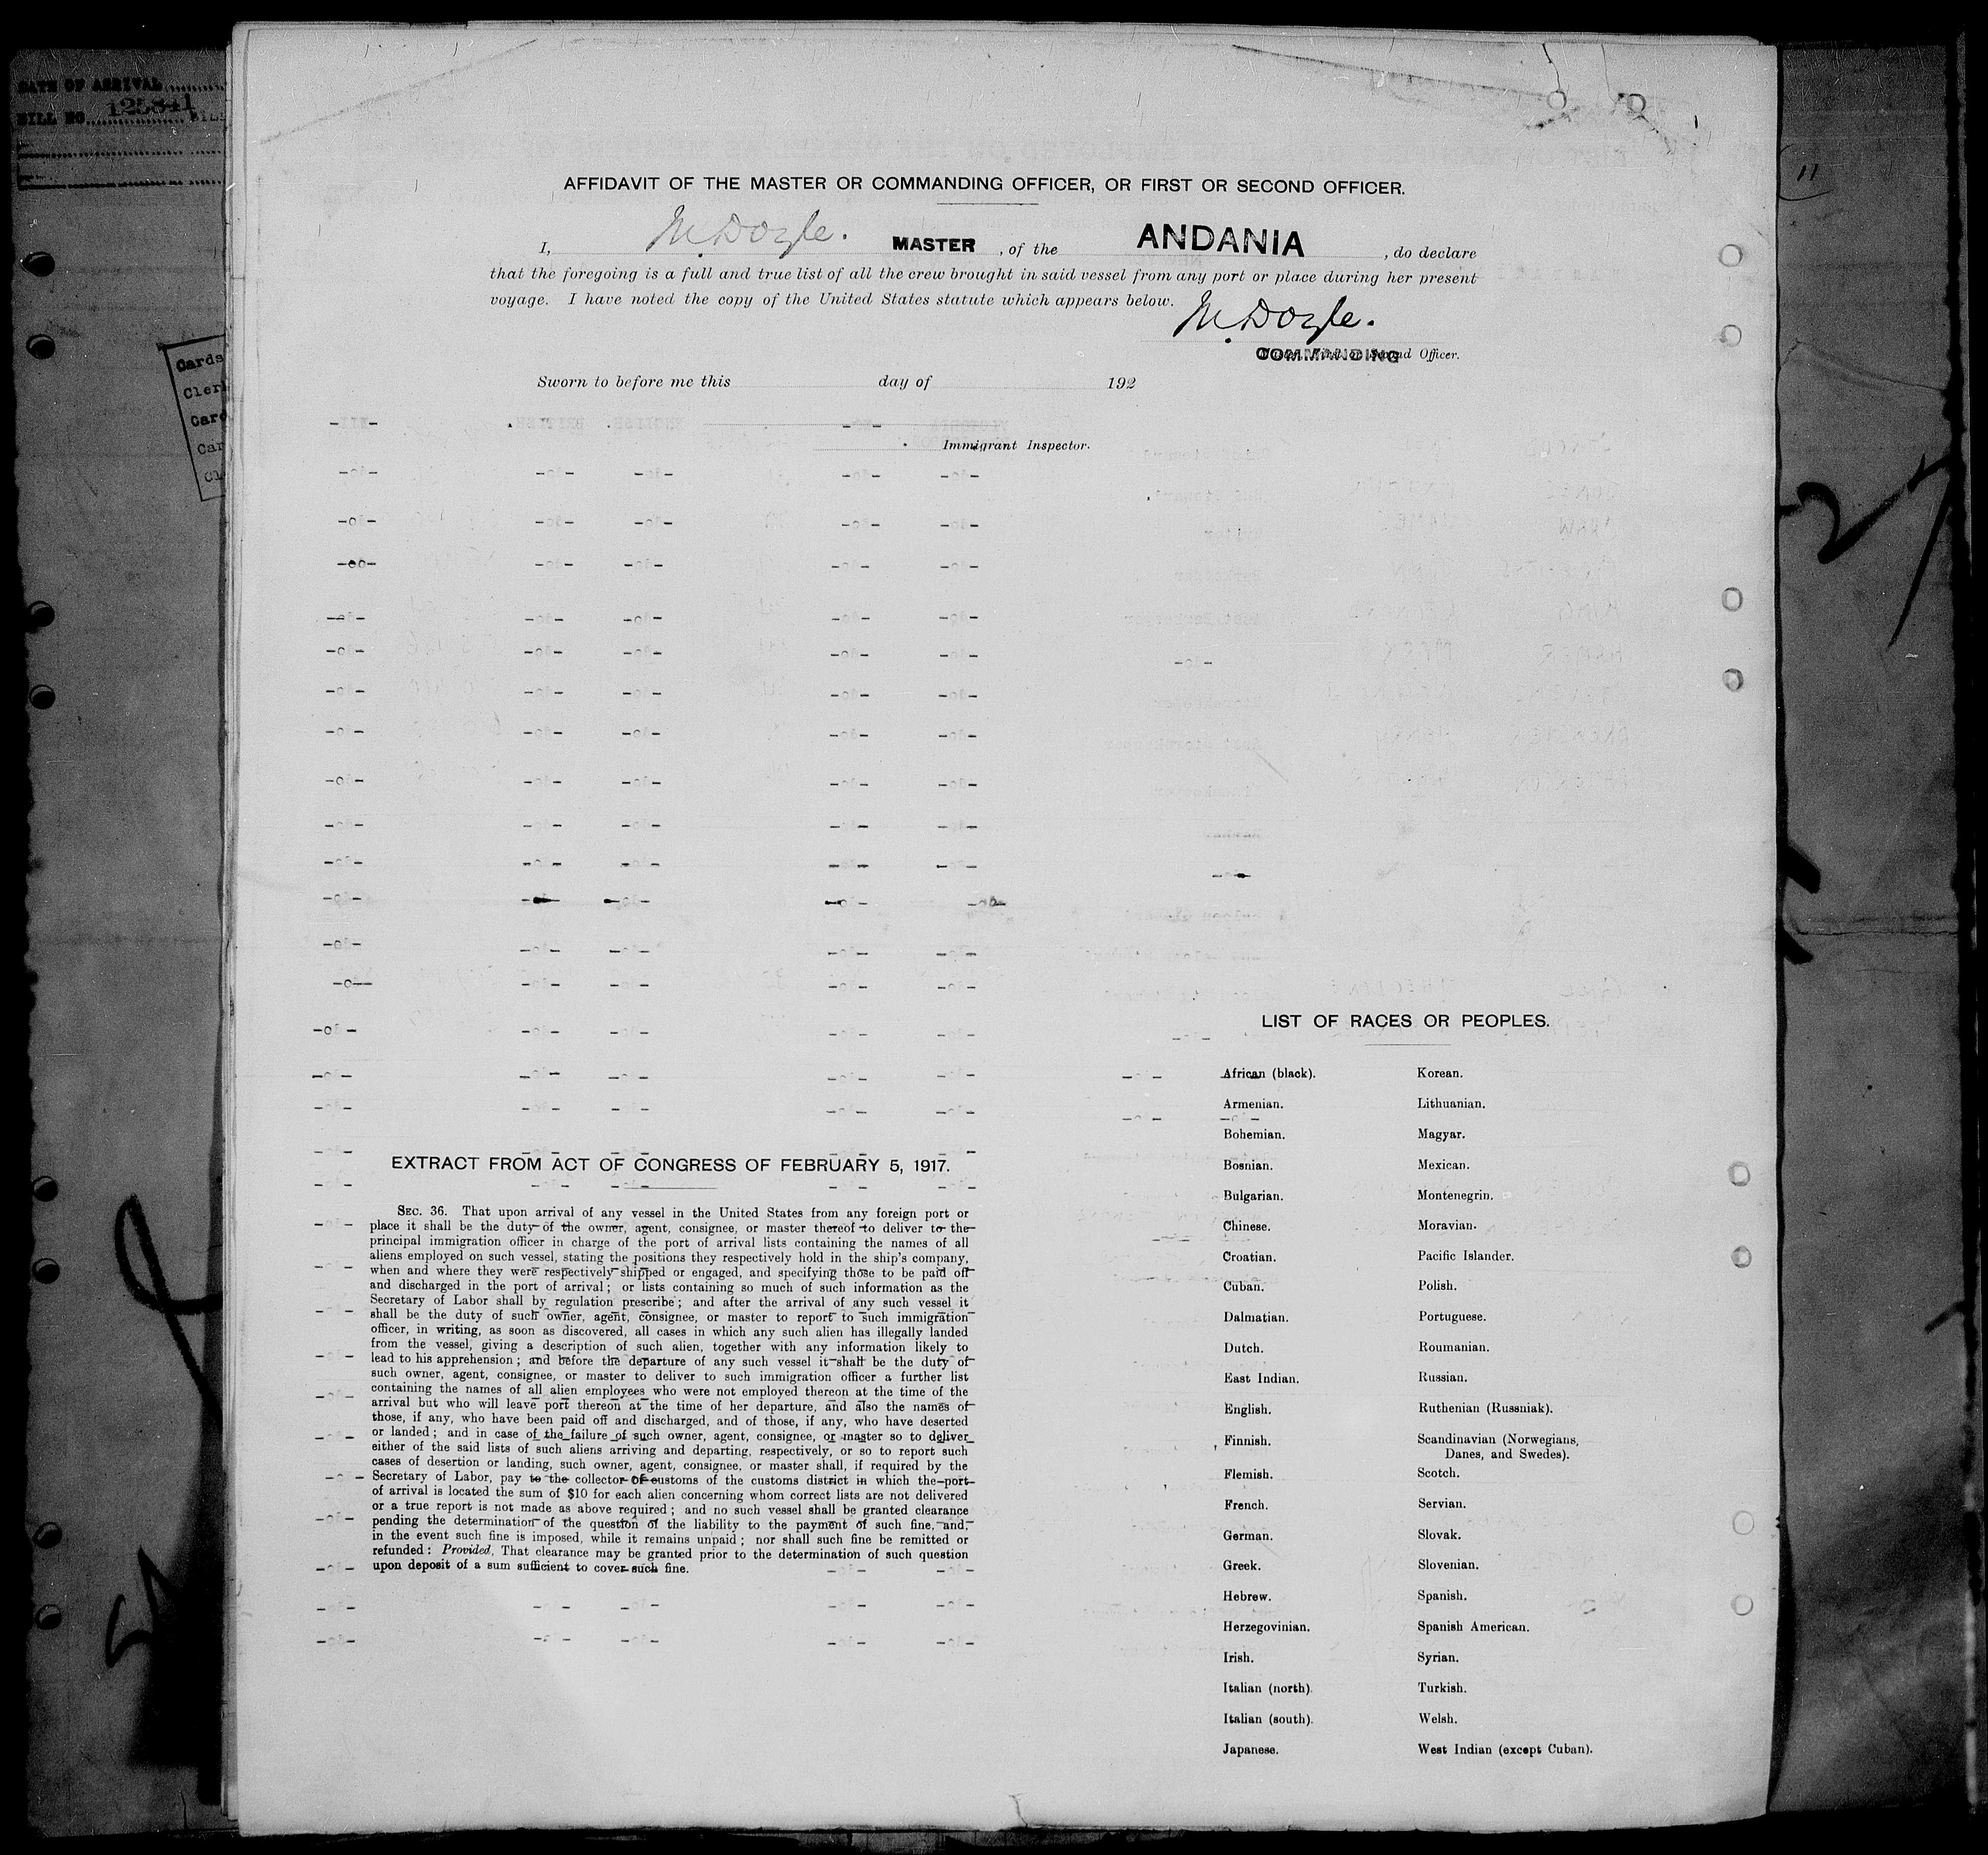 DATE OF ARRIVAL
BILL NO. 125841
Cards
Cler
Card
Car
Cl
11
AFFIDAVIT OF THE MASTER OR COMMANDING OFFICER, OR FIRST OR SECOND OFFICER.
I, M Doyle. MASTER, of the ANDANIA, do declare
that the foregoing is a full and true list of all the crew brought in said vessel from any port or place during her present
voyage. I have noted the copy of the United States statute which appears below.
M Doyle.
COMMANDING Second Officer.
Sworn to before me this day of 192
Immigrant Inspector.
LIST OF RACES OR PEOPLES.
African (black). Korean.
Armenian. Lithuanian.
Bohemian. Magyar.
Bosnian. Mexican.
Bulgarian. Montenegrin.
Chinese. Moravian.
Croatian. Pacific Islander.
Cuban. Polish.
Dalmatian. Portuguese.
Dutch. Roumanian.
East Indian. Russian.
English. Ruthenian (Russniak).
Finnish. Scandinavian (Norwegians,
Danes, and Swedes).
Flemish. Scotch.
French. Servian.
German. Slovak.
Greek. Slovenian.
Hebrew. Spanish.
Herzegovinian. Spanish American.
Irish. Syrian.
Italian (north). Turkish.
Italian (south). Welsh.
Japanese. West Indian (except Cuban).
EXTRACT FROM ACT OF CONGRESS OF FEBRUARY 5, 1917.
SEC. 36. That upon arrival of any vessel in the United States from any foreign port or
place it shall be the duty of the owner, agent, consignee, or master thereof to deliver to the
principal immigration officer in charge of the port of arrival lists containing the names of all
aliens employed on such vessel, stating the positions they respectively hold in the ship's company,
when and where they were respectively shipped or engaged, and specifying those to be paid off
and discharged in the port of arrival; or lists containing so much of such information as the
Secretary of Labor shall by regulation prescribe; and after the arrival of any such vessel it
shall be the duty of such owner, agent, consignee, or master to report to such immigration
officer, in writing, as soon as discovered, all cases in which any such alien has illegally landed
from the vessel, giving a description of such alien, together with any information likely to
lead to his apprehension; and before the departure of any such vessel it shall be the duty of
such owner, agent, consignee, or master to deliver to such immigration officer a further list
containing the names of all alien employees who were not employed thereon at the time of the
arrival but who will leave port thereon at the time of her departure, and also the names of
those, if any, who have been paid off and discharged, and of those, if any, who have deserted
or landed; and in case of the failure of such owner, agent, consignee, or master so to deliver
either of the said lists of such aliens arriving and departing, respectively, or so to report such
cases of desertion or landing, such owner, agent, consignee, or master shall, if required by the
Secretary of Labor, pay to the collector of customs of the customs district in which the port
of arrival is located the sum of $10 for each alien concerning whom correct lists are not delivered
or a true report is not made as above required; and no such vessel shall be granted clearance
pending the determination of the question of the liability to the payment of such fine, and,
in the event such fine is imposed, while it remains unpaid; nor shall such fine be remitted or
refunded: Provided, That clearance may be granted prior to the determination of such question
upon deposit of a sum sufficient to cover such fine.